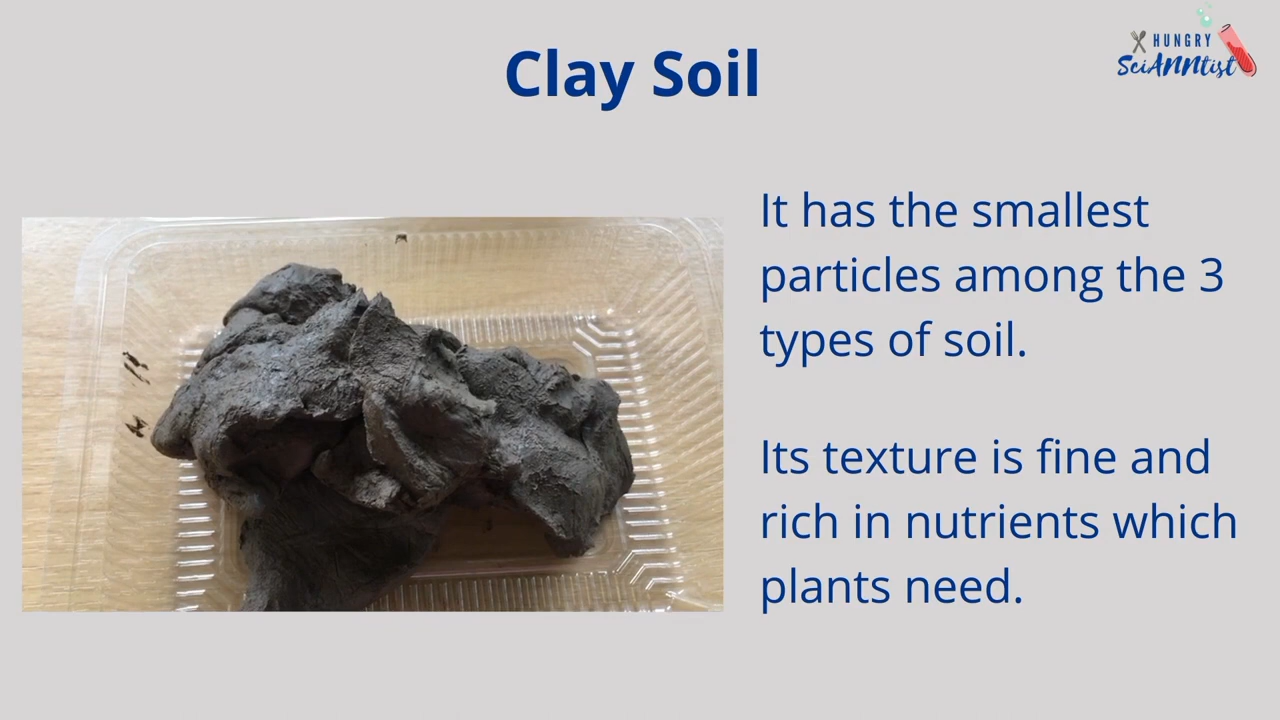 Clay Soil
HUNGRY
SciANNtist
It has the smallest
particles among the 3
types of soil.
Its texture is fine and
rich in nutrients which
plants need.